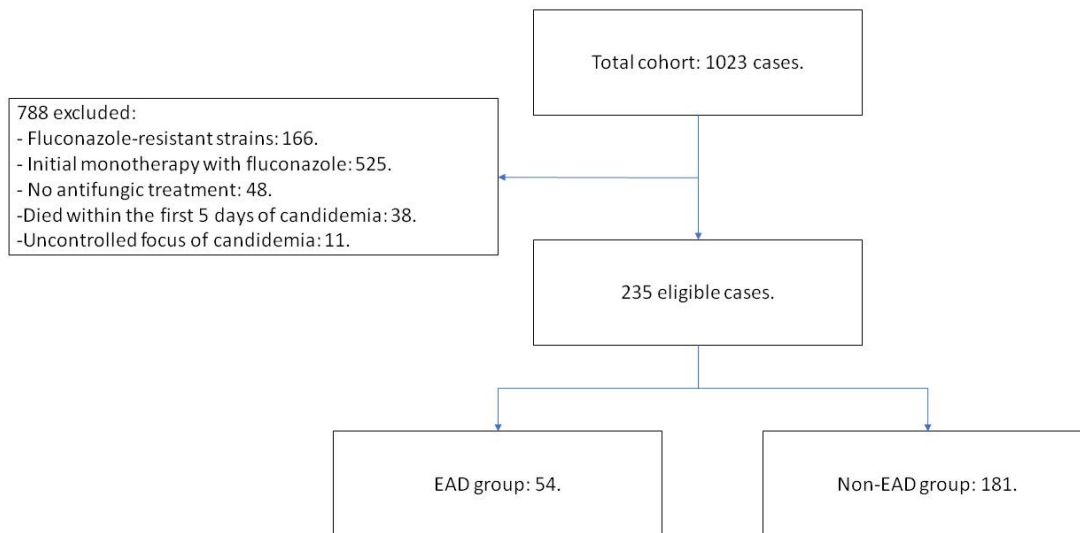 Total cohort: 1023 cases.
788 excluded:
- Fluconazole-resistant strains: 166.
- Initial monotherapy with fluconazole: 525.
- No antifungic treatment: 48.
-Died within the first 5 days of candidemia: 38.
-Uncontrolled focus of candidemia: 11.
235 eligible cases.
EAD group: 54.
Non-EAD group: 181.